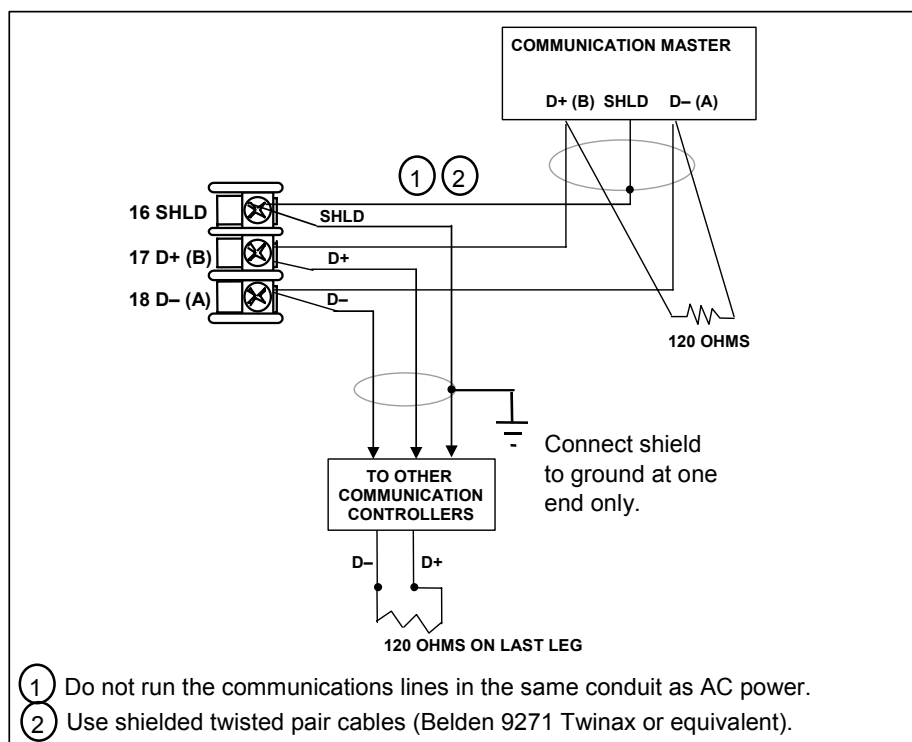 COMMUNICATION MASTER
D+ (B) SHLD D– (A)
1 2
16 SHLD
SHLD
17 D+ (B)
D+
18 D– (A)
D–
120 OHMS
Connect shield
to ground at one
end only.
TO OTHER
COMMUNICATION
CONTROLLERS
D– D+
120 OHMS ON LAST LEG
1 Do not run the communications lines in the same conduit as AC power.
2 Use shielded twisted pair cables (Belden 9271 Twinax or equivalent).